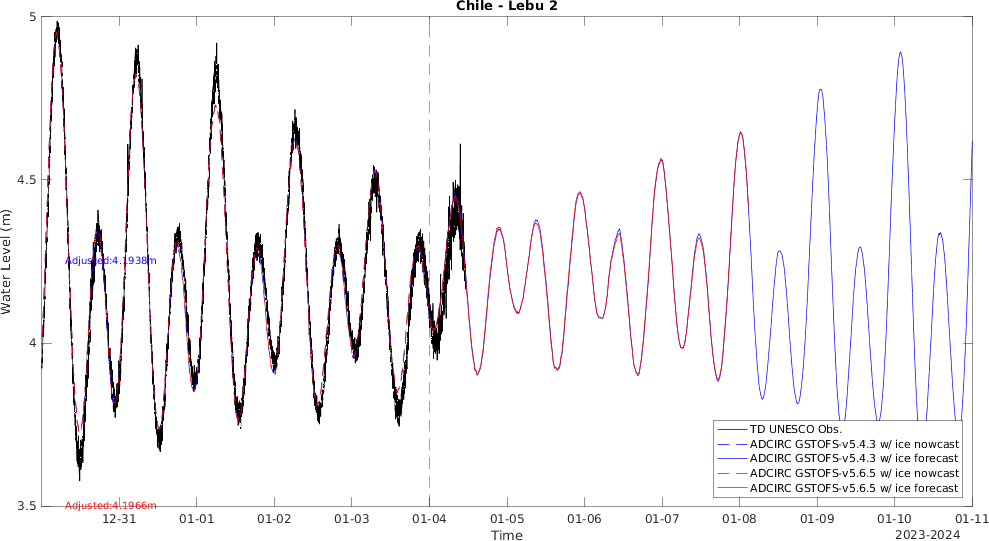 Chile - Lebu 2
5
4.5
4
3.5
Water Level (m)
Adjusted:4.1938m
Adjusted:4.1966m
TD UNESCO Obs.
ADCIRC GSTOFS-v5.4.3 w/ ice nowcast
ADCIRC GSTOFS-v5.4.3 w/ ice forecast
ADCIRC GSTOFS-v5.6.5 w/ ice nowcast
ADCIRC GSTOFS-v5.6.5 w/ ice forecast
12-31 01-01 01-02 01-03 01-04 01-05 01-06 01-07 01-08 01-09 01-10 01-11
Time
2023-2024